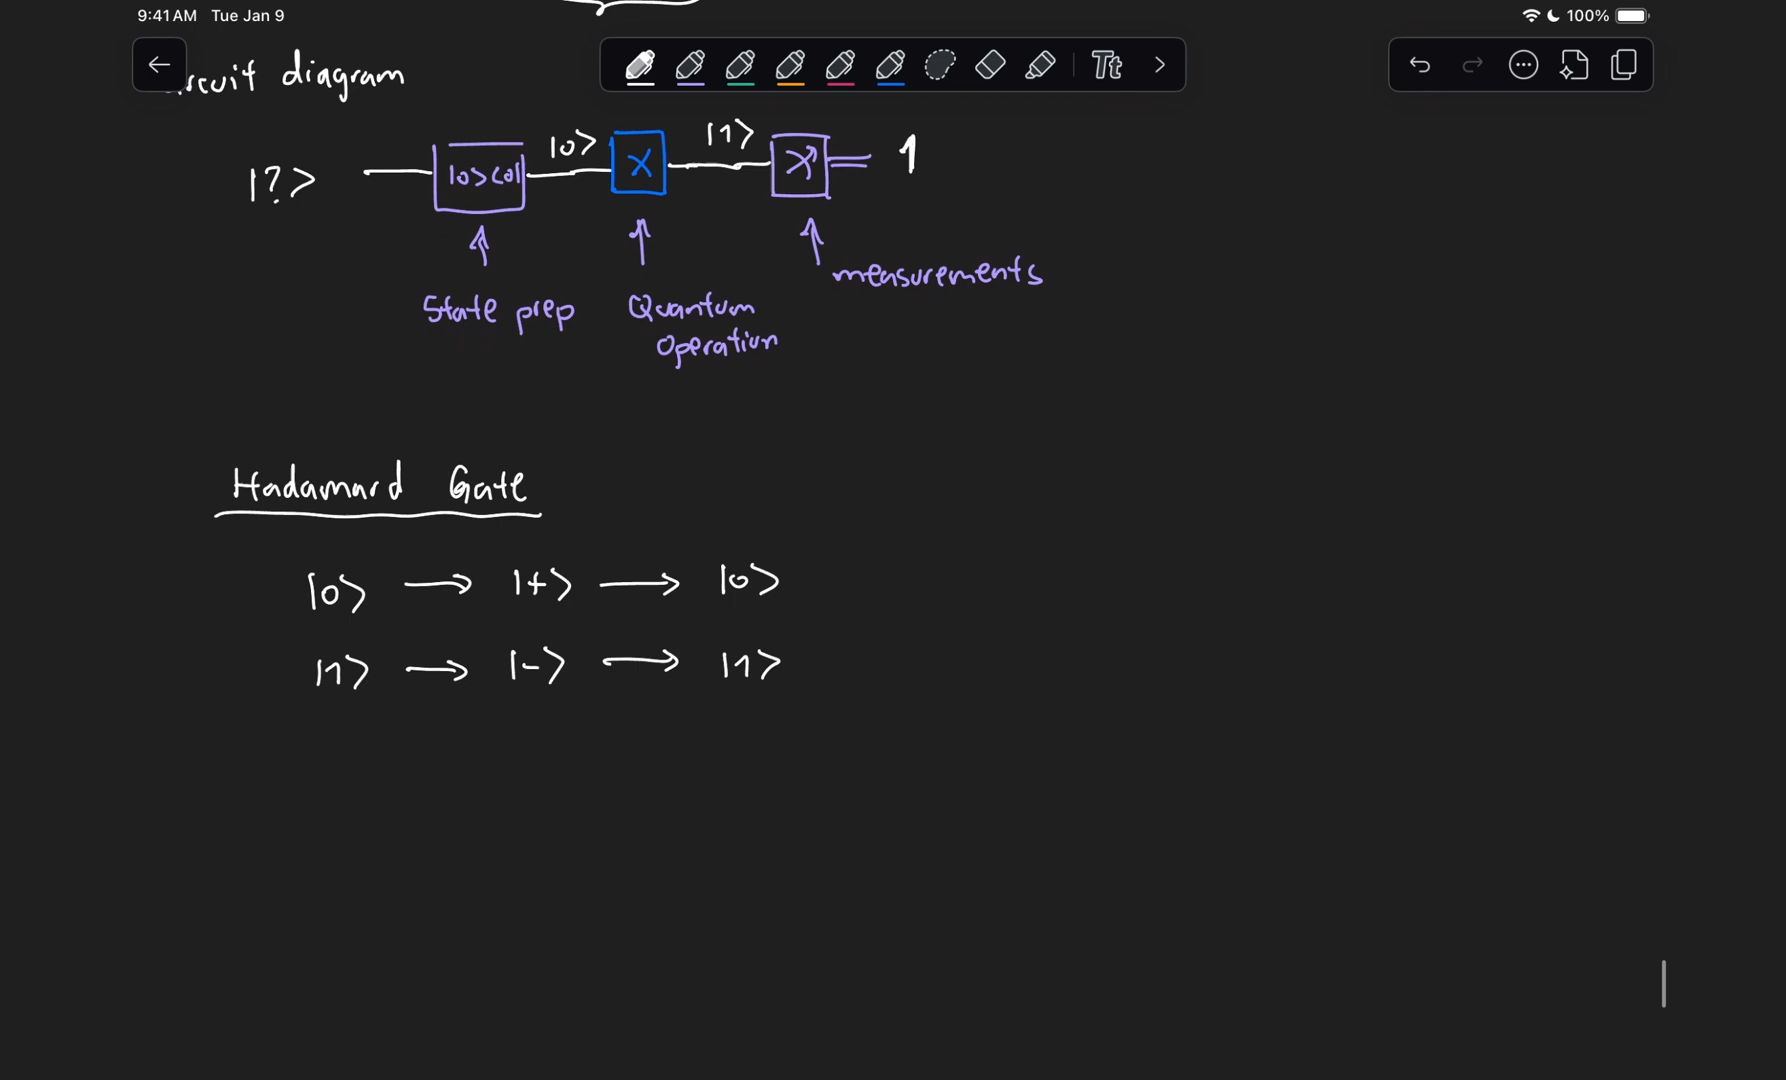 9:41 AM Tue Jan 9
100%
Tt
rcuit diagram
|?> |0><0| |0> X |1> 1
State prep
Quantum
operation
measurements
Hadamard Gate
|0> → |+> → |0>
|1> → |-> → |1>